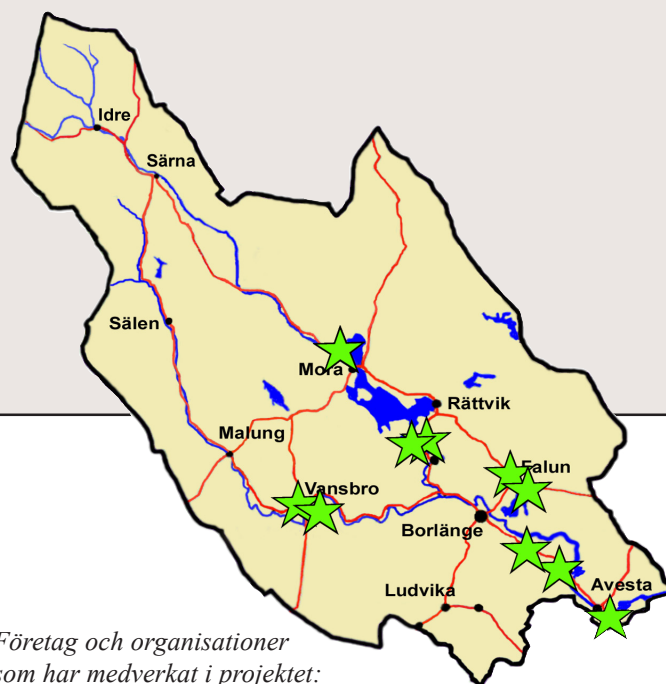 Idre
Särna
Sälen
Mora
Rättvik
Malung
Falun
Vansbro
Borlänge
Ludvika
Avesta
Företag och organisationer
som har medverkat i projektet: